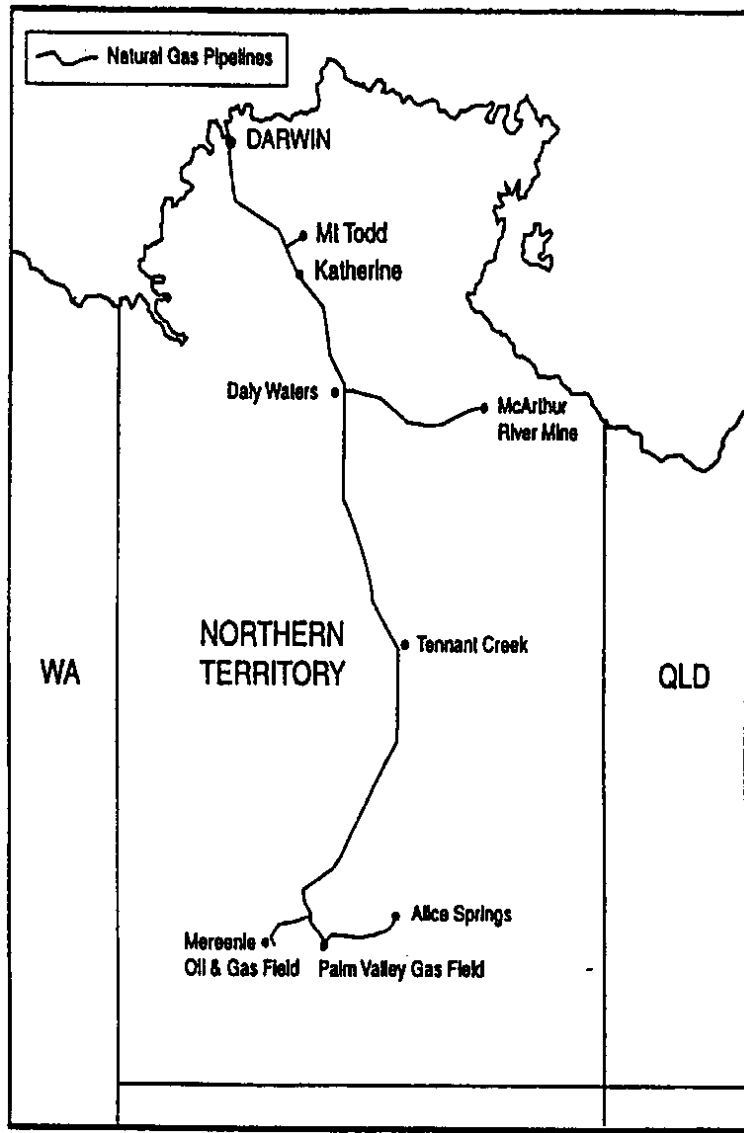 Natural Gas Pipelines
DARWIN
Mt Todd
Katherine
Daly Waters
McArthur
River Mine
NORTHERN
TERRITORY
Tennant Creek
WA
QLD
Alice Springs
Mereenie
Oil & Gas Field
Palm Valley Gas Field